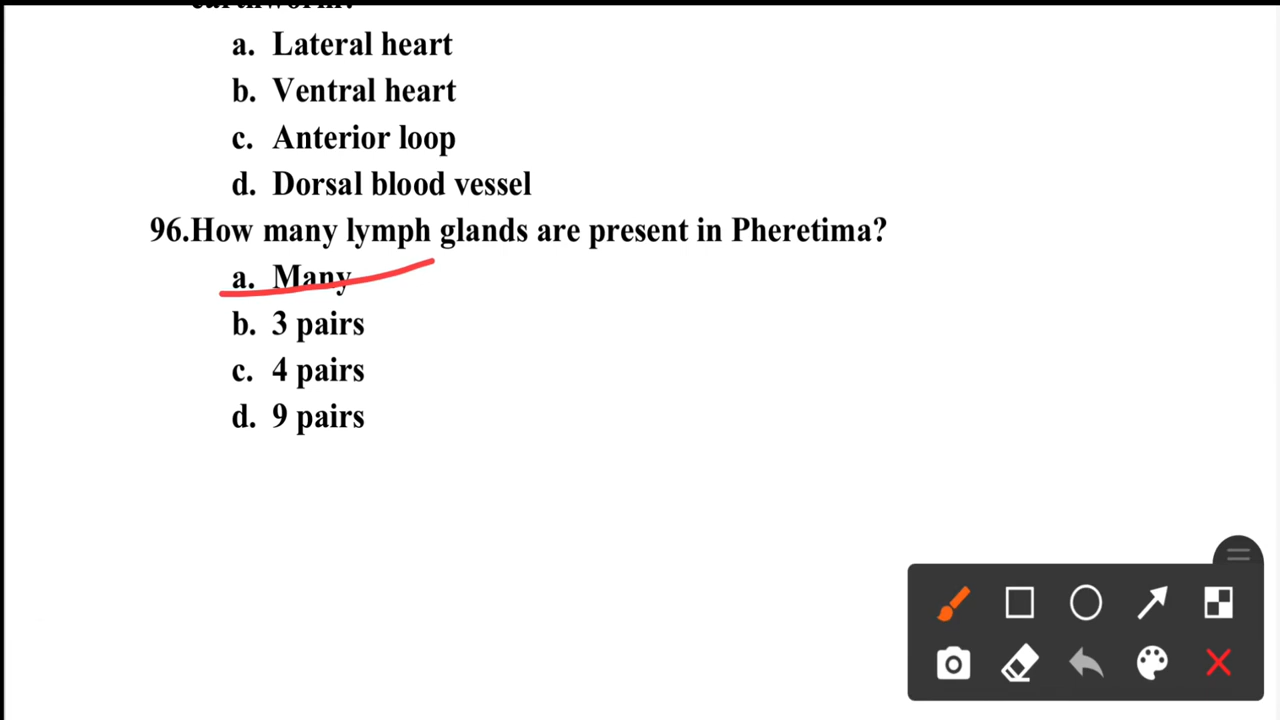 a. Lateral heart
b. Ventral heart
c. Anterior loop
d. Dorsal blood vessel
96.How many lymph glands are present in Pheretima?
a. Many
b. 3 pairs
c. 4 pairs
d. 9 pairs